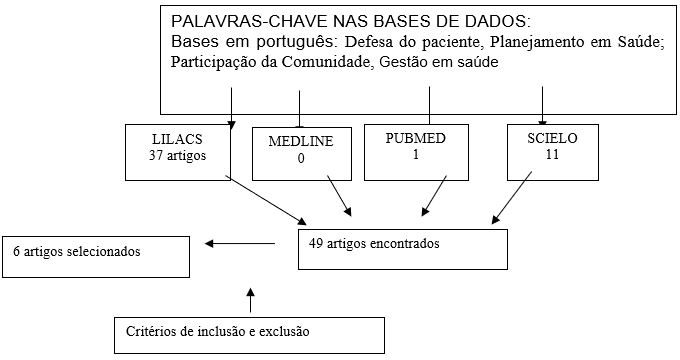 PALAVRAS-CHAVE NAS BASES DE DADOS:
Bases em português: Defesa do paciente, Planejamento em Saúde;
Participação da Comunidade, Gestão em saúde
LILACS
37 artigos
MEDLINE
0
PUBMED
1
SCIELO
11
49 artigos encontrados
6 artigos selecionados
Critérios de inclusão e exclusão